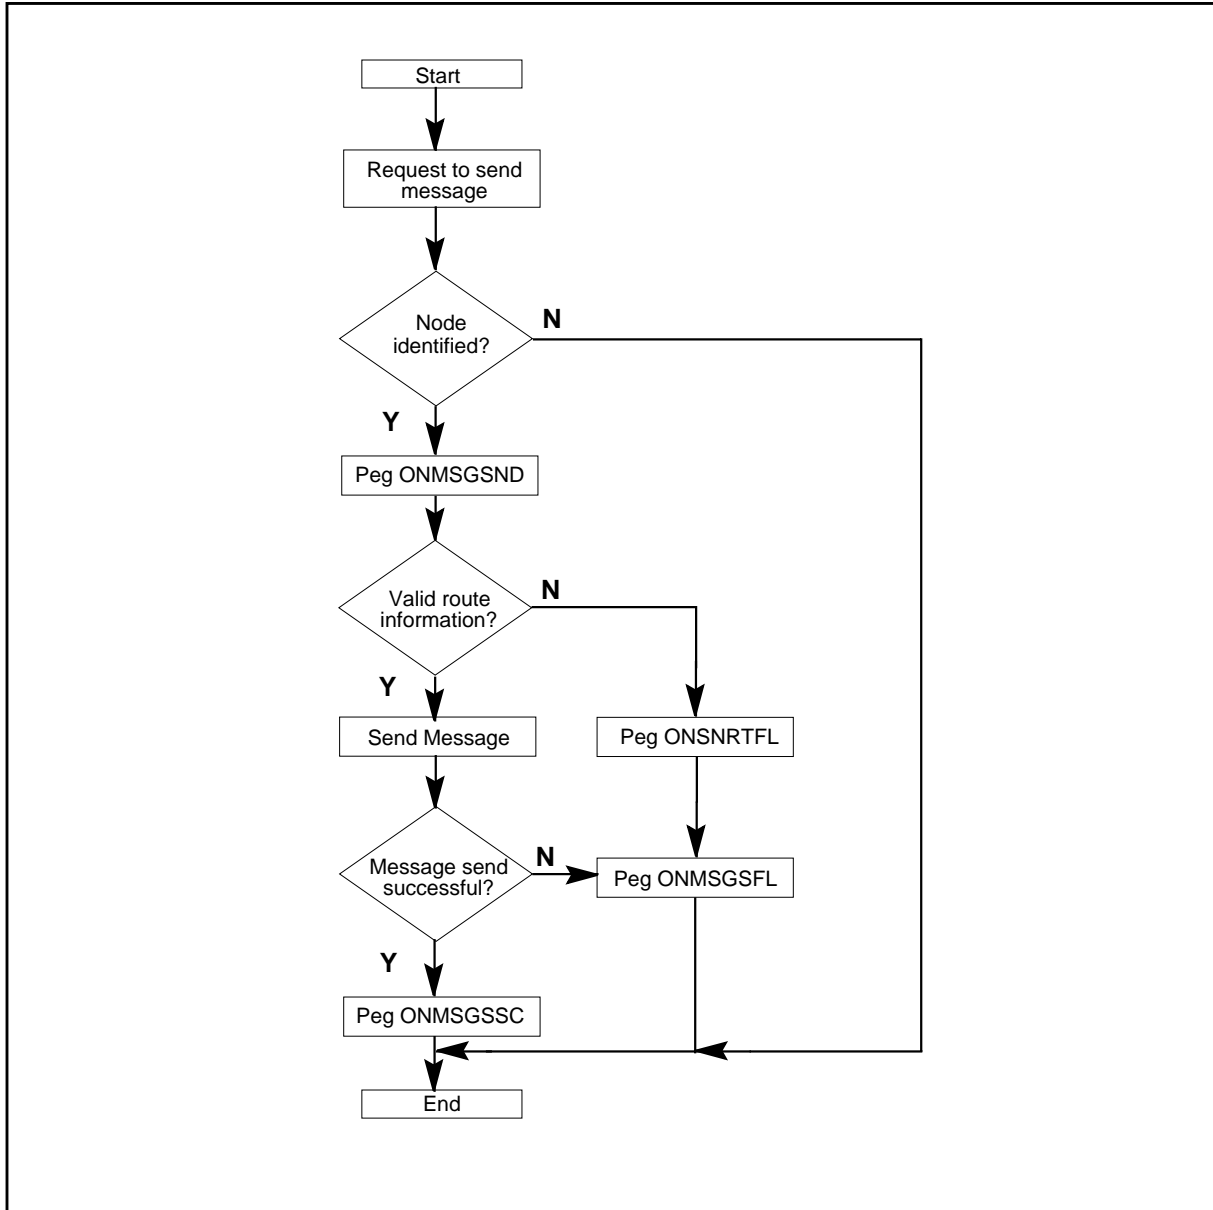 Start
Request to send
message
Node
identified?
N
Y
Peg ONMSGSND
Valid route
information?
N
Y
Send Message
Peg ONSNRTFL
Message send
successful?
N
Peg ONMSGSFL
Y
Peg ONMSGSSC
End